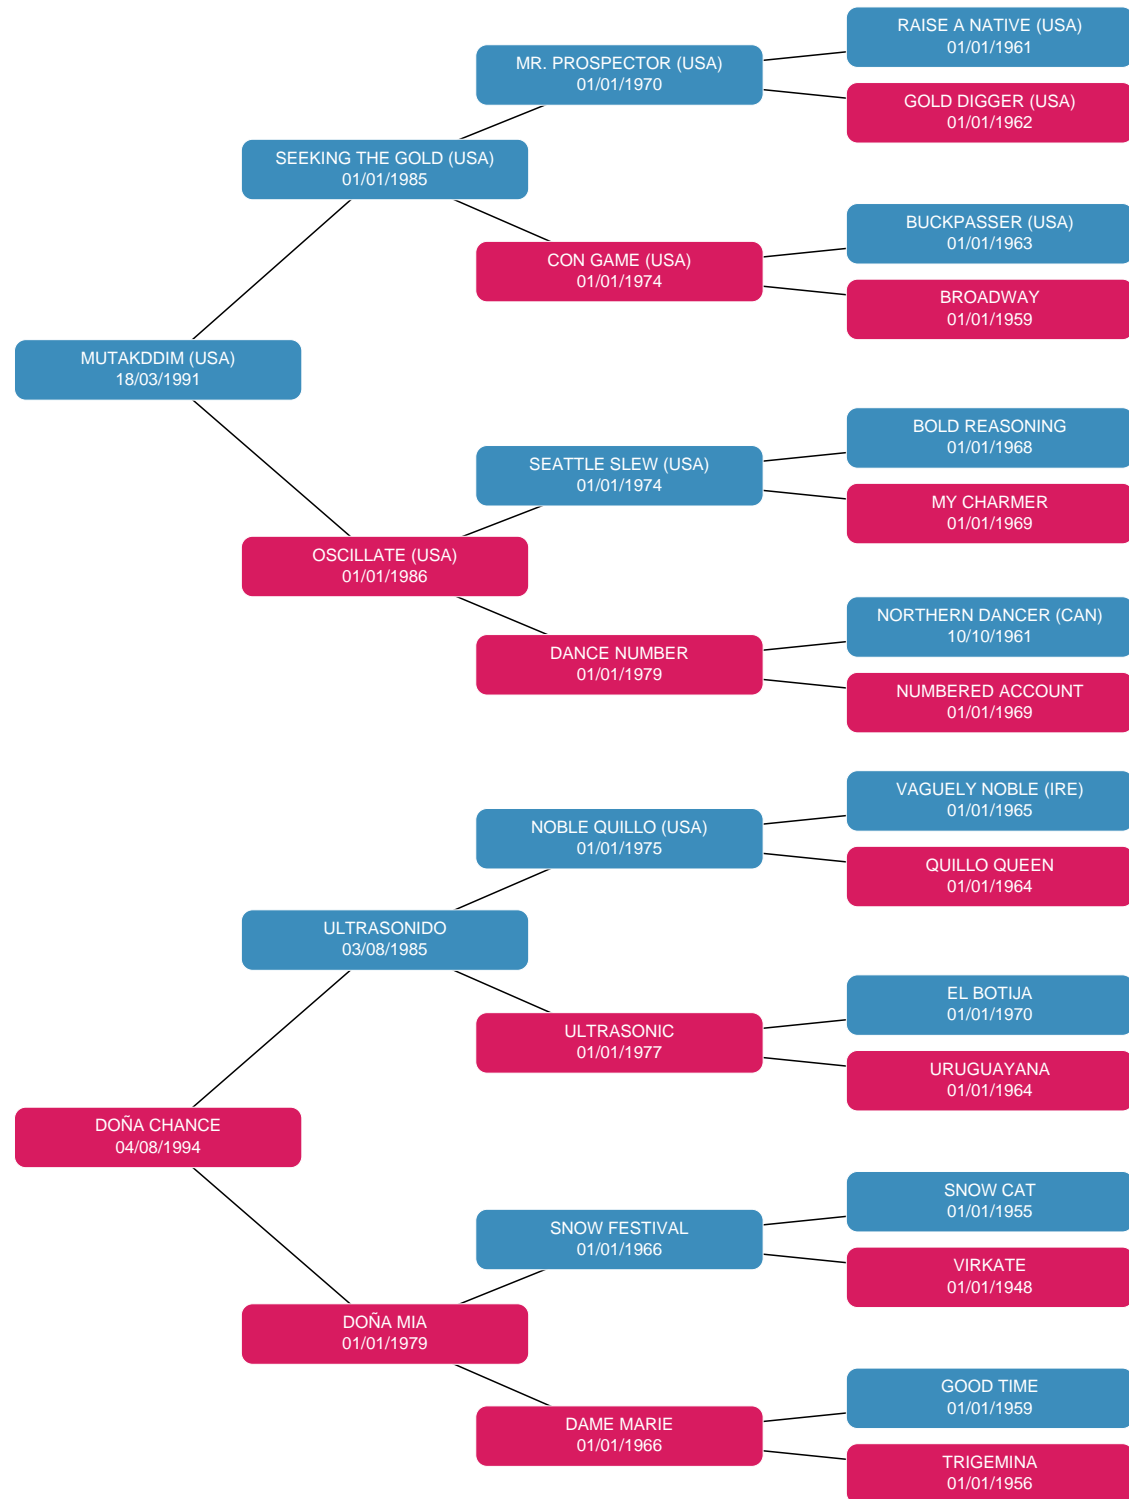 RAISE A NATIVE (USA)
01/01/1961
MR. PROSPECTOR (USA)
01/01/1970
GOLD DIGGER (USA)
01/01/1962
SEEKING THE GOLD (USA)
01/01/1985
BUCKPASSER (USA)
01/01/1963
CON GAME (USA)
01/01/1974
BROADWAY
01/01/1959
MUTAKDDIM (USA)
18/03/1991
BOLD REASONING
01/01/1968
SEATTLE SLEW (USA)
01/01/1974
MY CHARMER
01/01/1969
OSCILLATE (USA)
01/01/1986
NORTHERN DANCER (CAN)
10/10/1961
DANCE NUMBER
01/01/1979
NUMBERED ACCOUNT
01/01/1969
VAGUELY NOBLE (IRE)
01/01/1965
NOBLE QUILLO (USA)
01/01/1975
QUILLO QUEEN
01/01/1964
ULTRASONIDO
03/08/1985
EL BOTIJA
01/01/1970
ULTRASONIC
01/01/1977
URUGUAYANA
01/01/1964
DOÑA CHANCE
04/08/1994
SNOW CAT
01/01/1955
SNOW FESTIVAL
01/01/1966
VIRKATE
01/01/1948
DOÑA MIA
01/01/1979
GOOD TIME
01/01/1959
DAME MARIE
01/01/1966
TRIGEMINA
01/01/1956